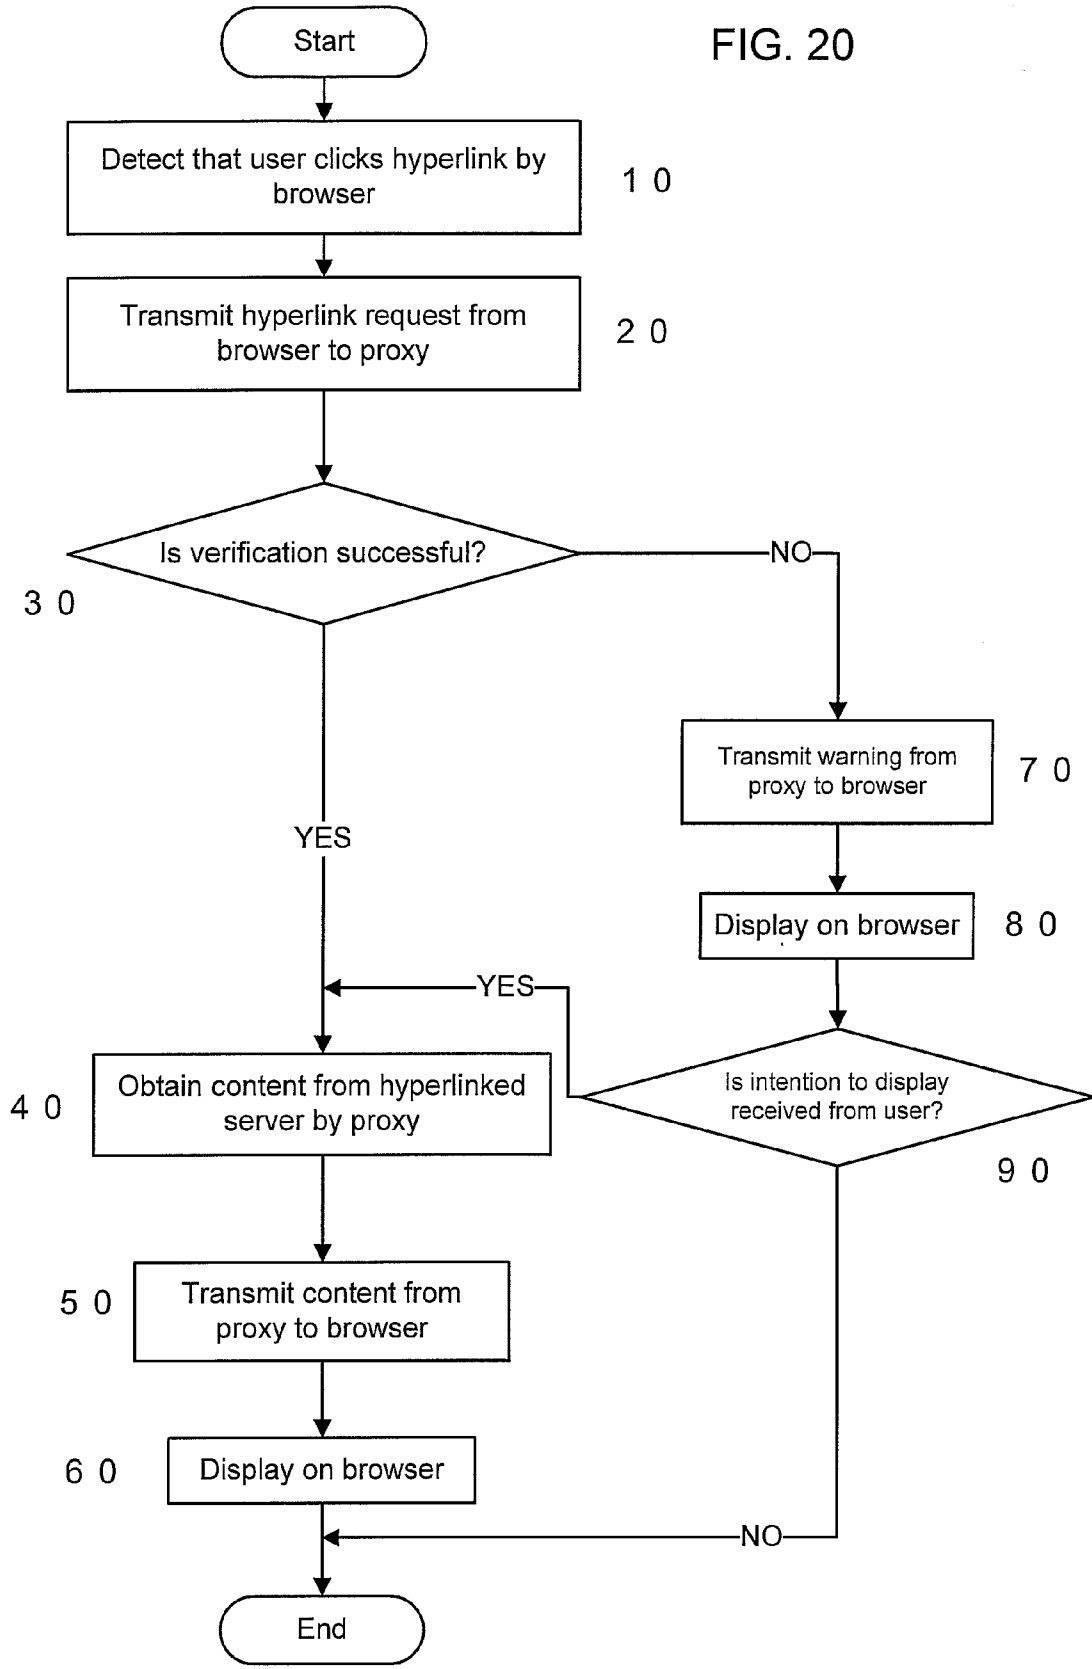 Start
FIG. 20
Detect that user clicks hyperlink by
browser
1 0
Transmit hyperlink request from
browser to proxy
2 0
Is verification successful?
NO
3 0
Transmit warning from
proxy to browser
7 0
YES
Display on browser
8 0
YES
Is intention to display
received from user?
9 0
Obtain content from hyperlinked
server by proxy
4 0
Transmit content from
proxy to browser
5 0
Display on browser
6 0
NO
End